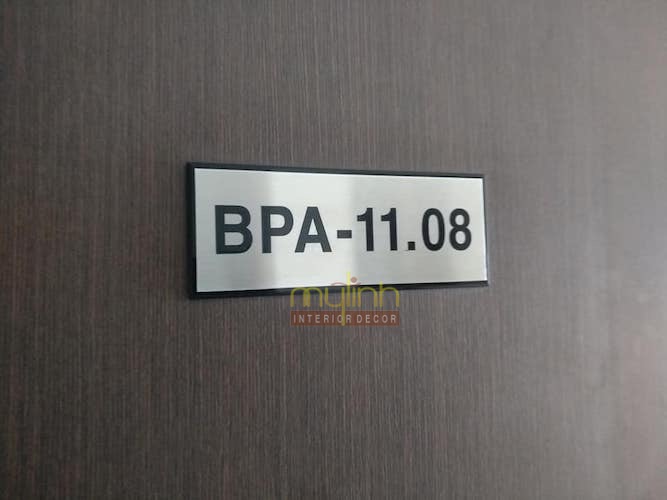 BPA-11.08
mylinh
INTERIOR DECOR